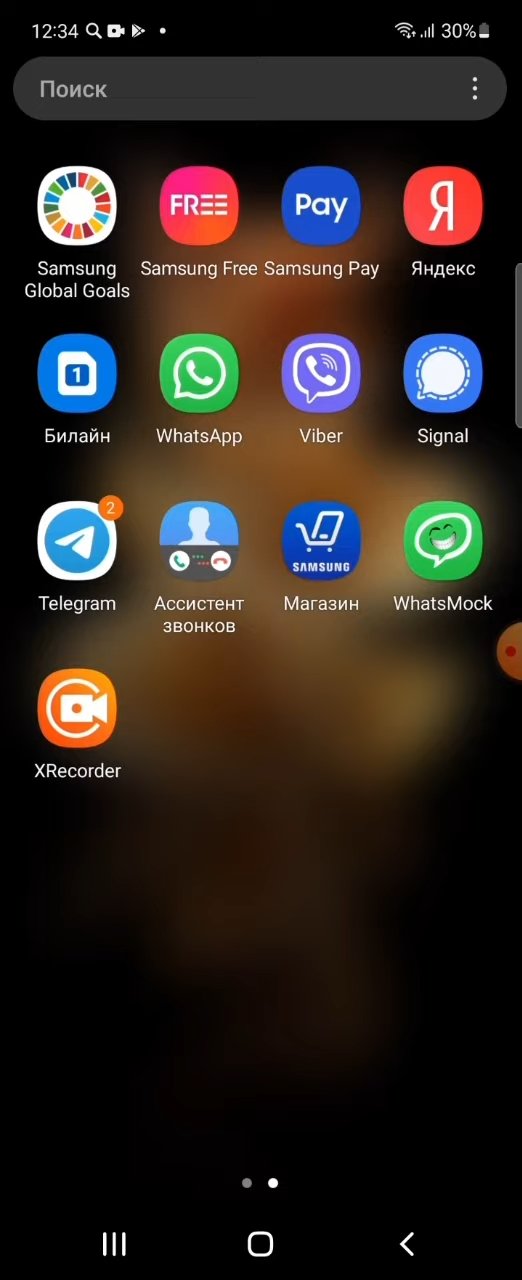 12:34 30%
Поиск
FREE Pay Я
Samsung Samsung Free Samsung Pay Яндекс
Global Goals
1
Билайн WhatsApp Viber Signal
2
SAMSUNG
Telegram Ассистент Магазин WhatsMock
звонков
XRecorder